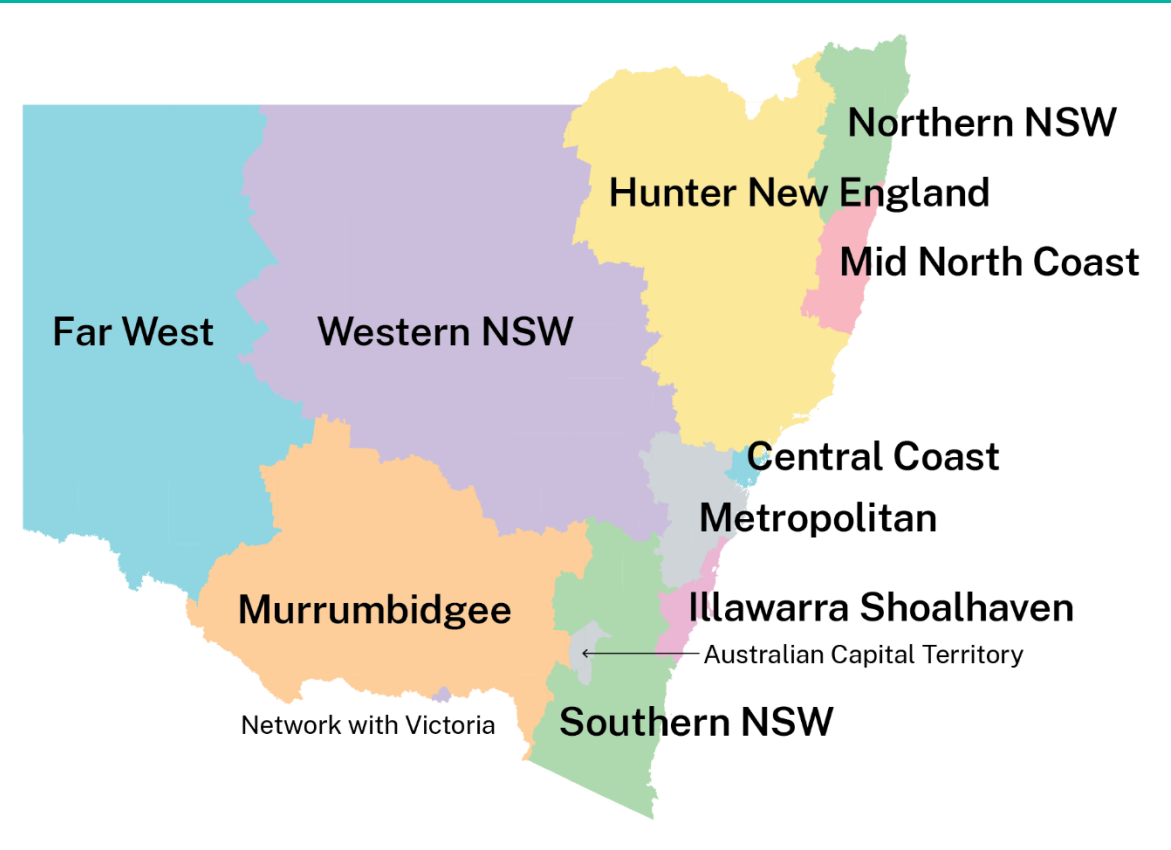 Northern NSW
Hunter New England
Mid North Coast
Far West
Western NSW
Central Coast
Metropolitan
Murrumbidgee
Illawarra Shoalhaven
Australian Capital Territory
Network with Victoria
Southern NSW